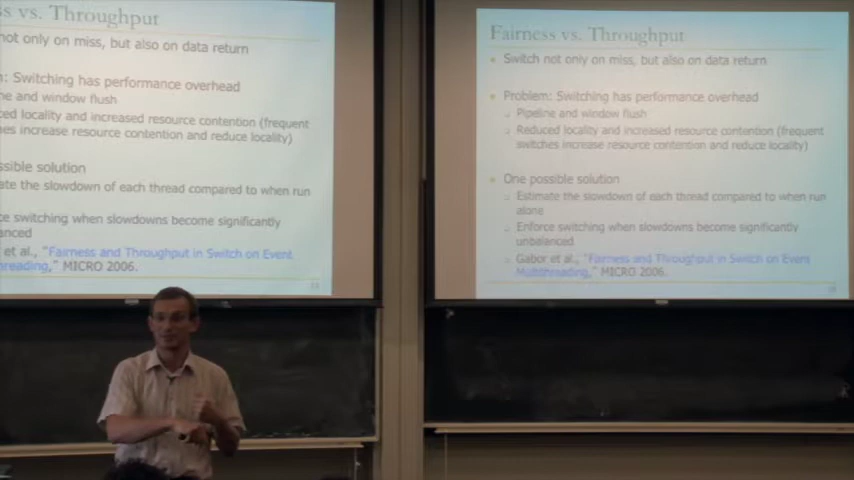 ss vs. Throughput
not only on miss, but also on data return
n: Switching has performance overhead
ne and window flush
ced locality and increased resource contention (frequent
hes increase resource contention and reduce locality)
ssible solution
ate the slowdown of each thread compared to when run
ce switching when slowdowns become significantly
anced
et al., "Fairness and Throughput in Switch on Event
hreading," MICRO 2006.
Fairness vs. Throughput
Switch not only on miss, but also on data return
Problem: Switching has performance overhead
Pipeline and window flush
Reduced locality and increased resource contention (frequent
switches increase resource contention and reduce locality)
One possible solution
Estimate the slowdown of each thread compared to when run
alone
Enforce switching when slowdowns become significantly
unbalanced
Gabor et al., "Fairness and Throughput in Switch on Event
Multithreading," MICRO 2006.